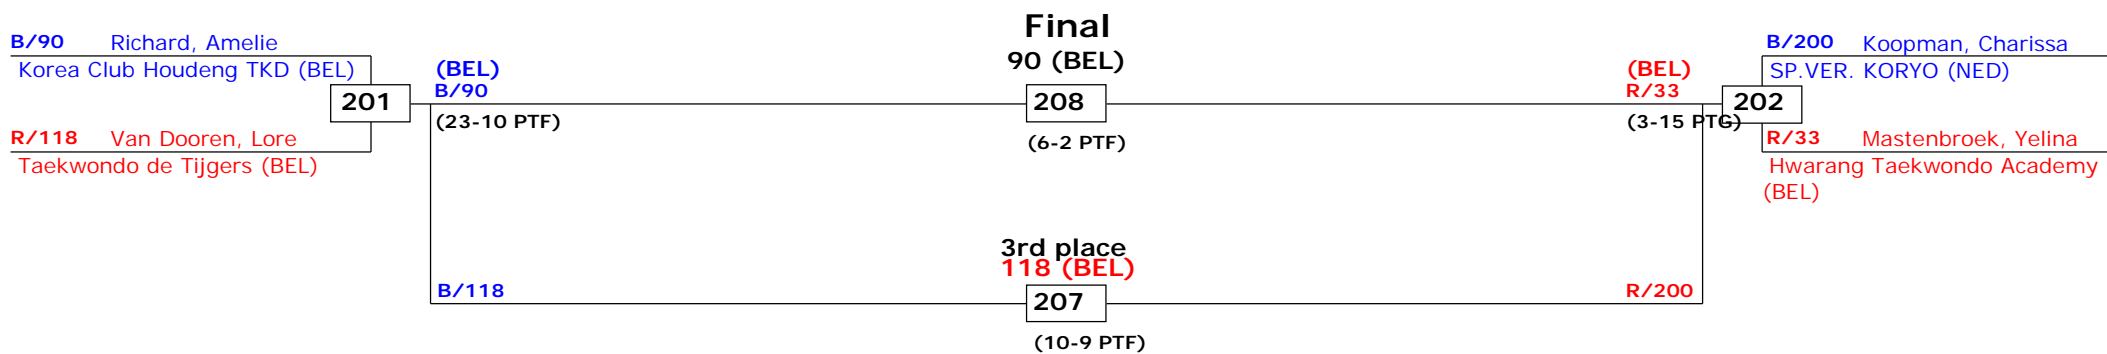 Final
90 (BEL)
208
(6-2 PTF)
B/90 Richard, Amelie
Korea Club Houdeng TKD (BEL)
201
R/118 Van Dooren, Lore
Taekwondo de Tijgers (BEL)
(BEL)
B/90
(23-10 PTF)
(BEL)
R/33
(3-15 PTG)
B/200 Koopman, Charissa
SP.VER. KORYO (NED)
202
R/33 Mastenbroek, Yelina
Hwarang Taekwondo Academy
(BEL)
3rd place
118 (BEL)
B/118
207
R/200
(10-9 PTF)